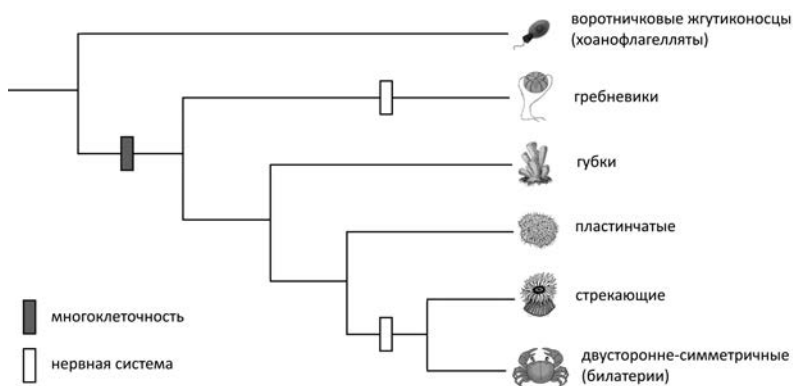 воротничковые жгутиконосцы
(хоанофлагелляты)
гребневики
губки
пластинчатые
стрекающие
двусторонне-симметричные
(билатерии)
многоклеточность
нервная система